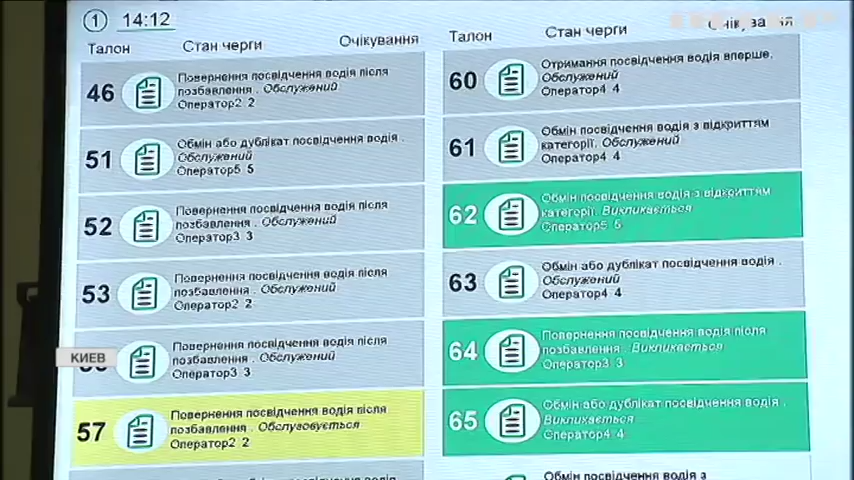 1 14:12
Талон Стан черги Очікування
46
Повернення посвідчення водія після
позбавлення . Обслужений
Оператор2 2
51
Обмін або дублікат посвідчення водія .
Обслужений
Оператор5 5
52
Повернення посвідчення водія після
позбавлення . Обслужений
Оператор3 3
53
Повернення посвідчення водія після
позбавлення . Обслужений
Оператор2 2
КИЕВ
Повернення посвідчення водія після
позбавлення . Обслужений
Оператор3 3
57
Повернення посвідчення водія після
позбавлення . Обслуговується
Оператор2 2
Талон Стан черги Очікування
60
Отримання посвідчення водія вперше.
Обслужений
Оператор4 4
61
Обмін посвідчення водія з відкриттям
категорії. Обслужений
Оператор4 4
62
Обмін посвідчення водія з відкриттям
категорії. Викликається
Оператор5 5
63
Обмін або дублікат посвідчення водія .
Обслужений
Оператор4 4
64
Повернення посвідчення водія після
позбавлення . Викликається
Оператор3 3
65
Обмін або дублікат посвідчення водія .
Викликається
Оператор4 4
Обмін посвідчення водія з